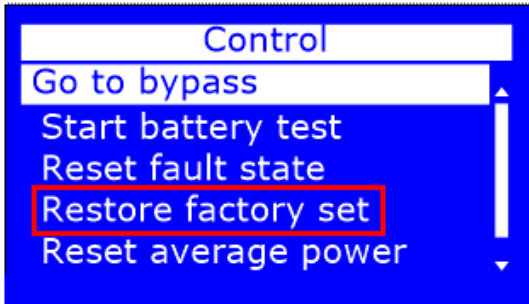 Control
Go to bypass
Start battery test
Reset fault state
Restore factory set
Reset average power